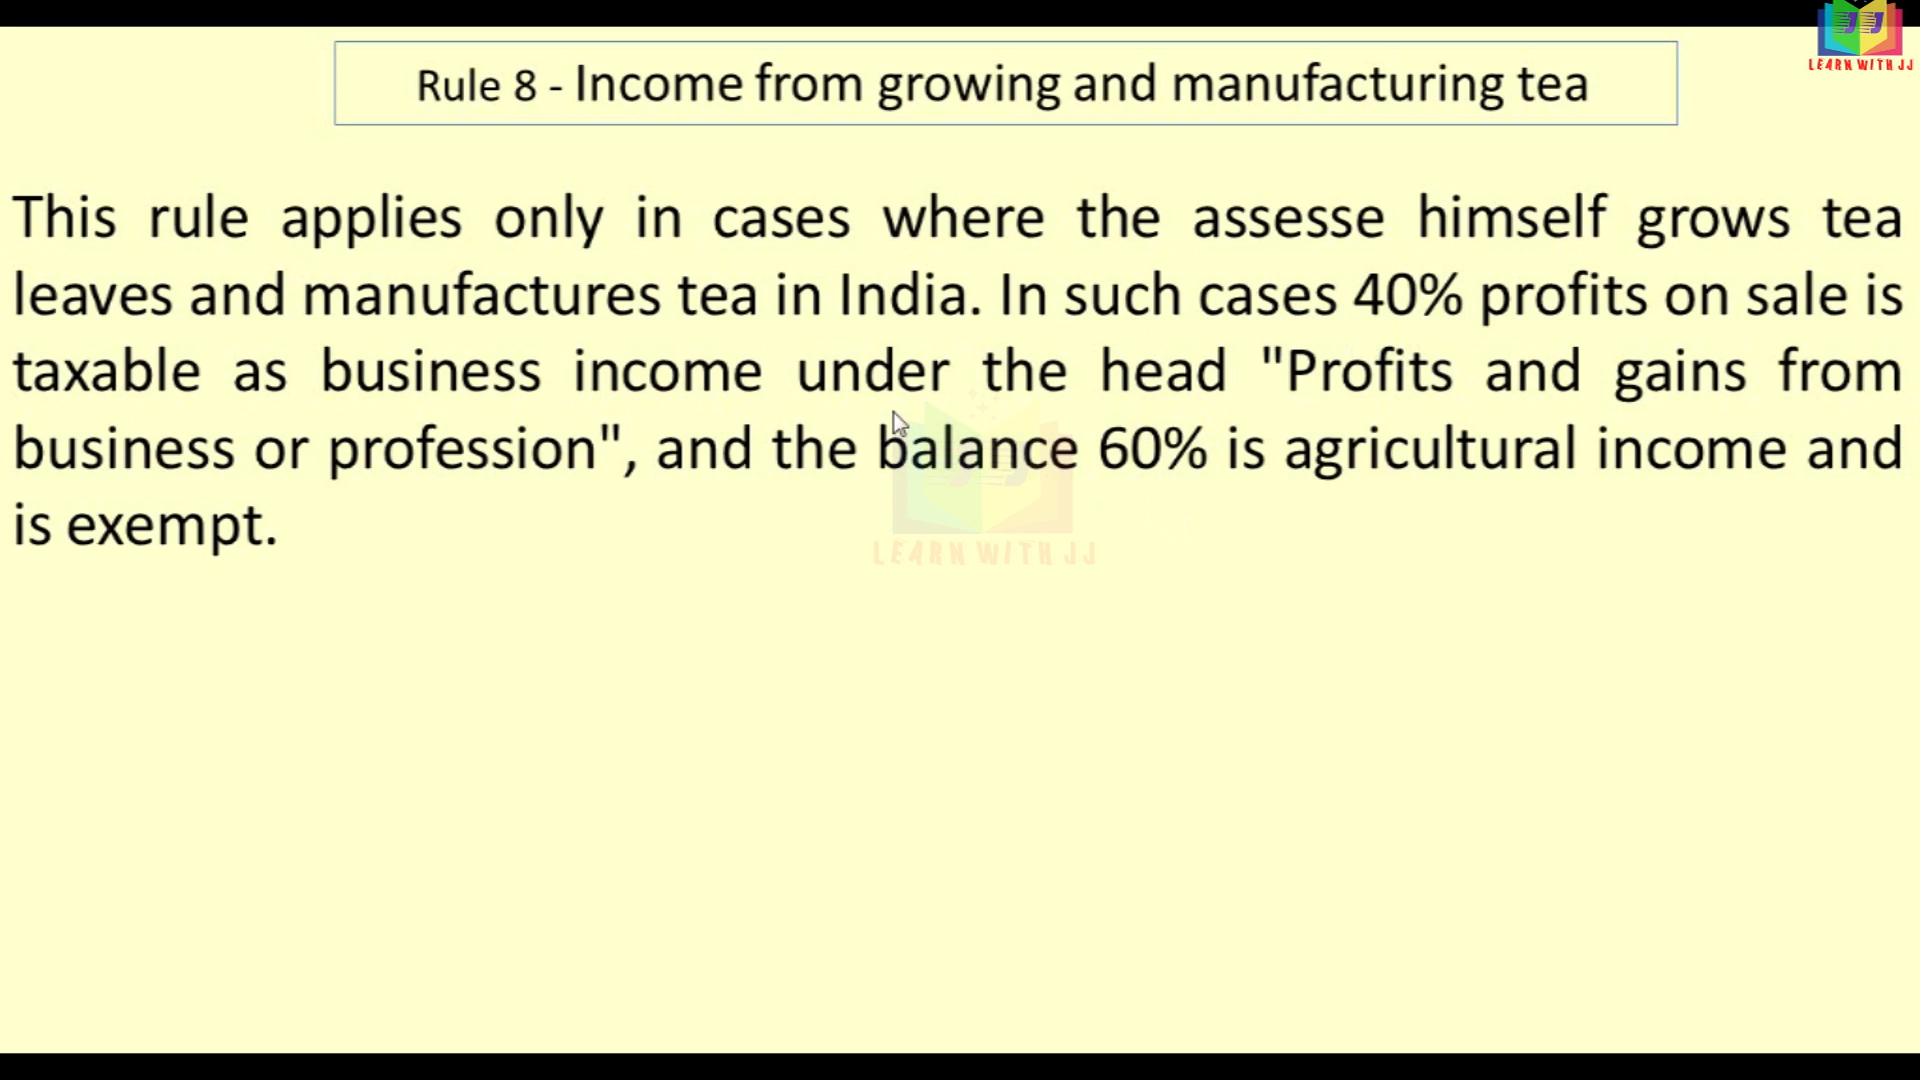 LEARN WITH JJ
Rule 8 - Income from growing and manufacturing tea
This rule applies only in cases where the assesse himself grows tea
leaves and manufactures tea in India. In such cases 40% profits on sale is
taxable as business income under the head "Profits and gains from
business or profession", and the balance 60% is agricultural income and
is exempt.
LEARN WITH JJ